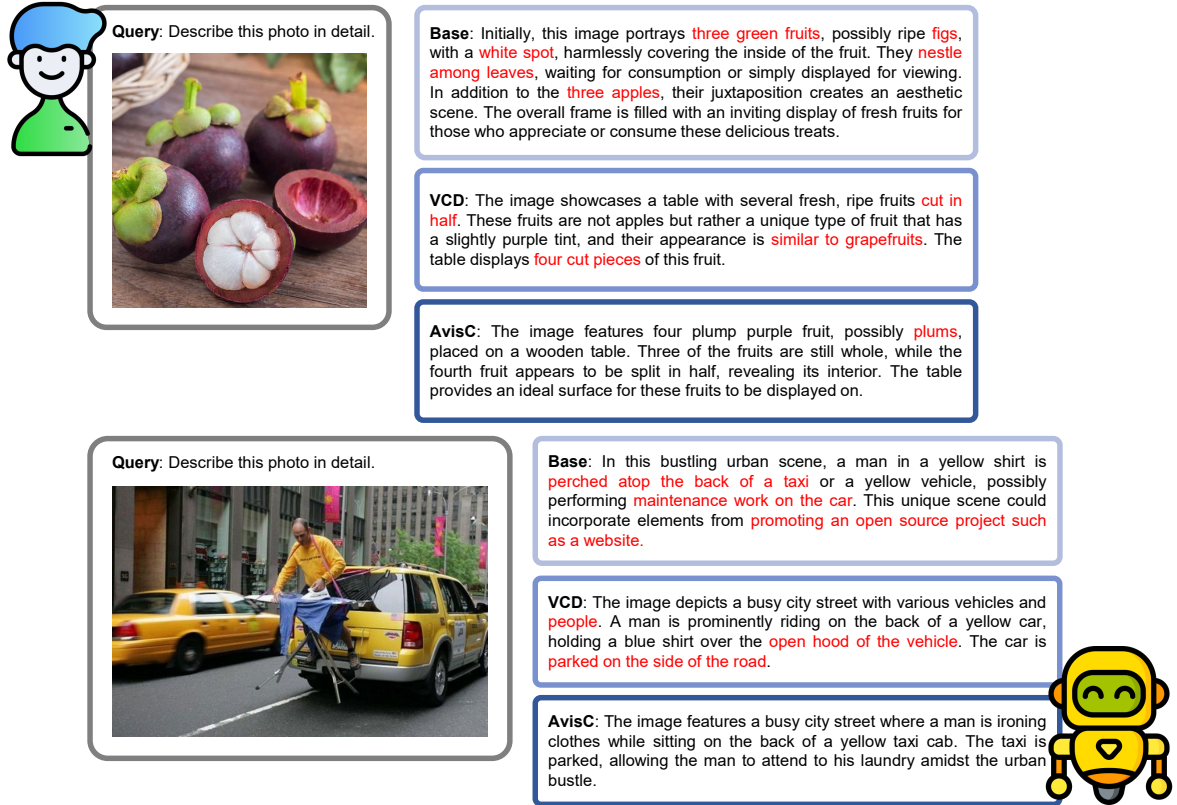 Query: Describe this photo in detail.
Base: Initially, this image portrays three green fruits, possibly ripe figs,
with a white spot, harmlessly covering the inside of the fruit. They nestle
among leaves, waiting for consumption or simply displayed for viewing.
In addition to the three apples, their juxtaposition creates an aesthetic
scene. The overall frame is filled with an inviting display of fresh fruits for
those who appreciate or consume these delicious treats.
VCD: The image showcases a table with several fresh, ripe fruits cut in
half. These fruits are not apples but rather a unique type of fruit that has
a slightly purple tint, and their appearance is similar to grapefruits. The
table displays four cut pieces of this fruit.
AvisC: The image features four plump purple fruit, possibly plums,
placed on a wooden table. Three of the fruits are still whole, while the
fourth fruit appears to be split in half, revealing its interior. The table
provides an ideal surface for these fruits to be displayed on.
Query: Describe this photo in detail.
Base: In this bustling urban scene, a man in a yellow shirt is
perched atop the back of a taxi or a yellow vehicle, possibly
performing maintenance work on the car. This unique scene could
incorporate elements from promoting an open source project such
as a website.
VCD: The image depicts a busy city street with various vehicles and
people. A man is prominently riding on the back of a yellow car,
holding a blue shirt over the open hood of the vehicle. The car is
parked on the side of the road.
AvisC: The image features a busy city street where a man is ironing
clothes while sitting on the back of a yellow taxi cab. The taxi is
parked, allowing the man to attend to his laundry amidst the urban
bustle.